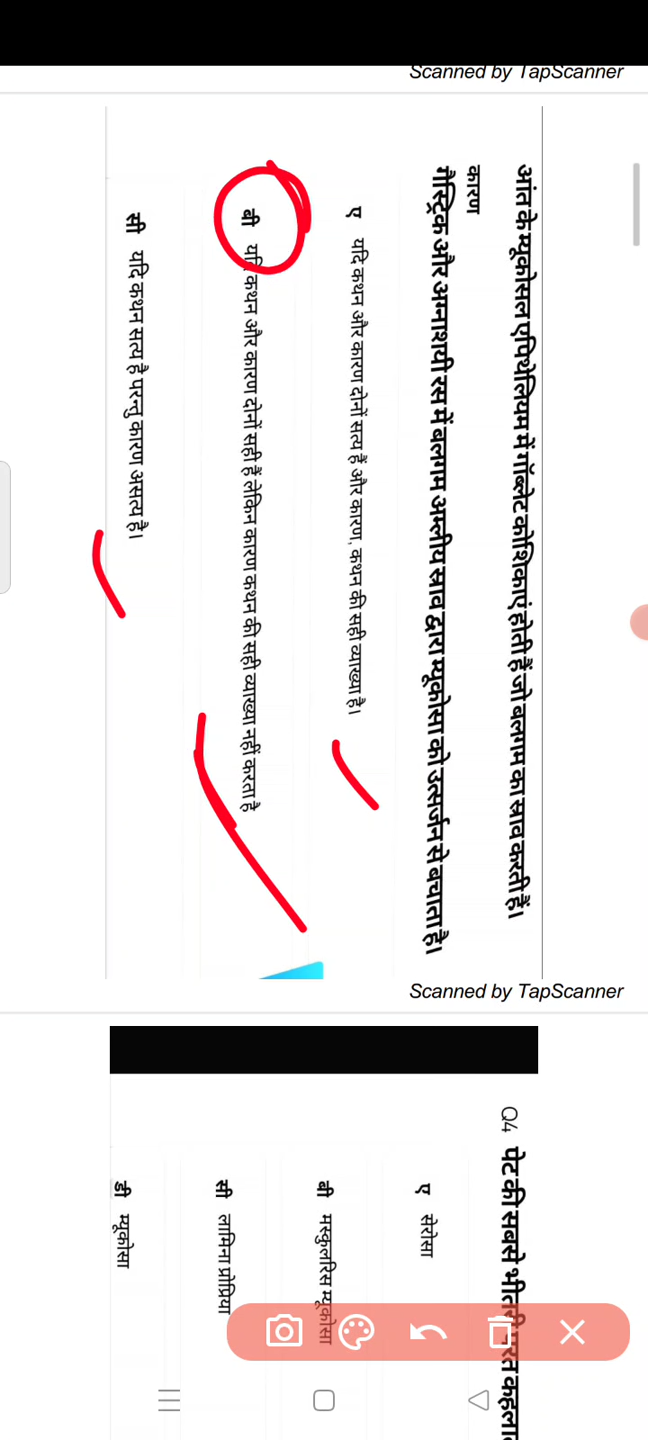 Scanned by TapScanner
आंत के म्यूकोसल एपिथेलियम में गॉब्लेट कोशिकाएं होती हैं जो बलगम का स्राव करती हैं।
कारण
गैस्ट्रिक और अग्नाशयी रस में बलगम अम्लीय स्राव द्वारा म्यूकोसा को उत्सर्जन से बचाता है।
ए यदि कथन और कारण दोनों सत्य हैं और कारण, कथन की सही व्याख्या है।
बी यदि कथन और कारण दोनों सही हैं लेकिन कारण कथन की सही व्याख्या नहीं करता है
सी यदि कथन सत्य है परन्तु कारण असत्य है।
Scanned by TapScanner
Q4 पेट की सबसे भीतरी परत कहलाती
ए सेरोसा
बी मस्कुलरिस म्यूकोसा
सी लामिना प्रोप्रिया
डी म्यूकोसा